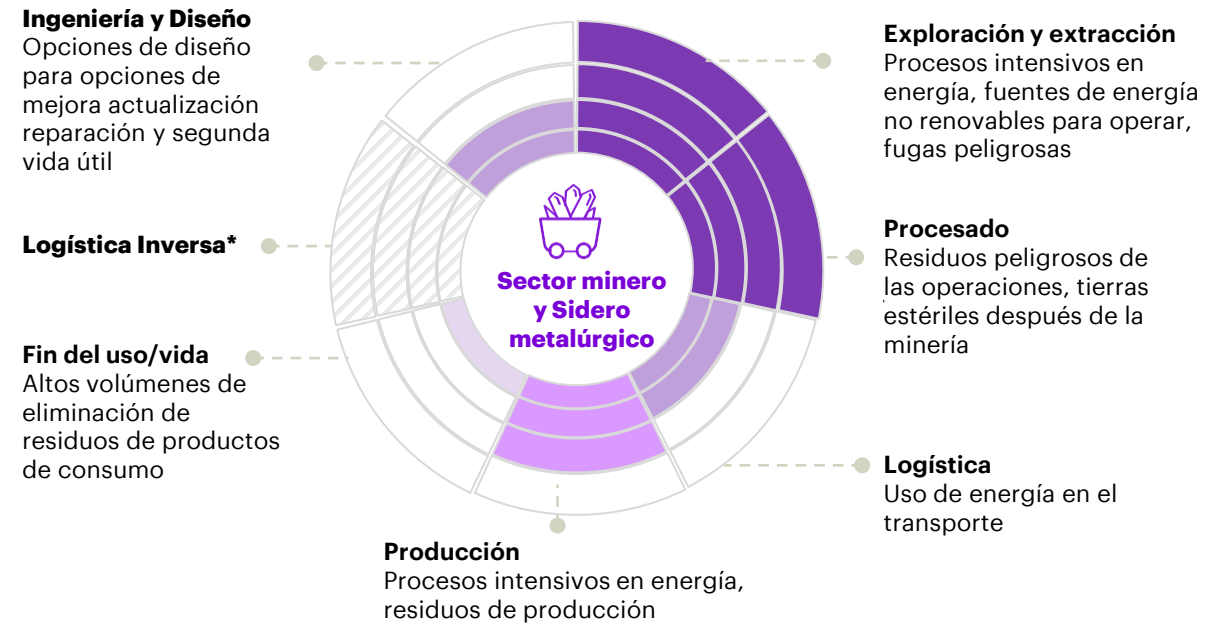 Ingeniería y Diseño
Opciones de diseño
para opciones de
mejora actualización
reparación y segunda
vida útil
Logística Inversa*
Fin del uso/vida
Altos volúmenes de
eliminación de
residuos de productos
de consumo
Sector minero
y Sidero
metalúrgico
Exploración y extracción
Procesos intensivos en
energía, fuentes de energía
no renovables para operar,
fugas peligrosas
Procesado
Residuos peligrosos de
las operaciones, tierras
estériles después de la
minería
Logística
Uso de energía en el
transporte
Producción
Procesos intensivos en energía,
residuos de producción